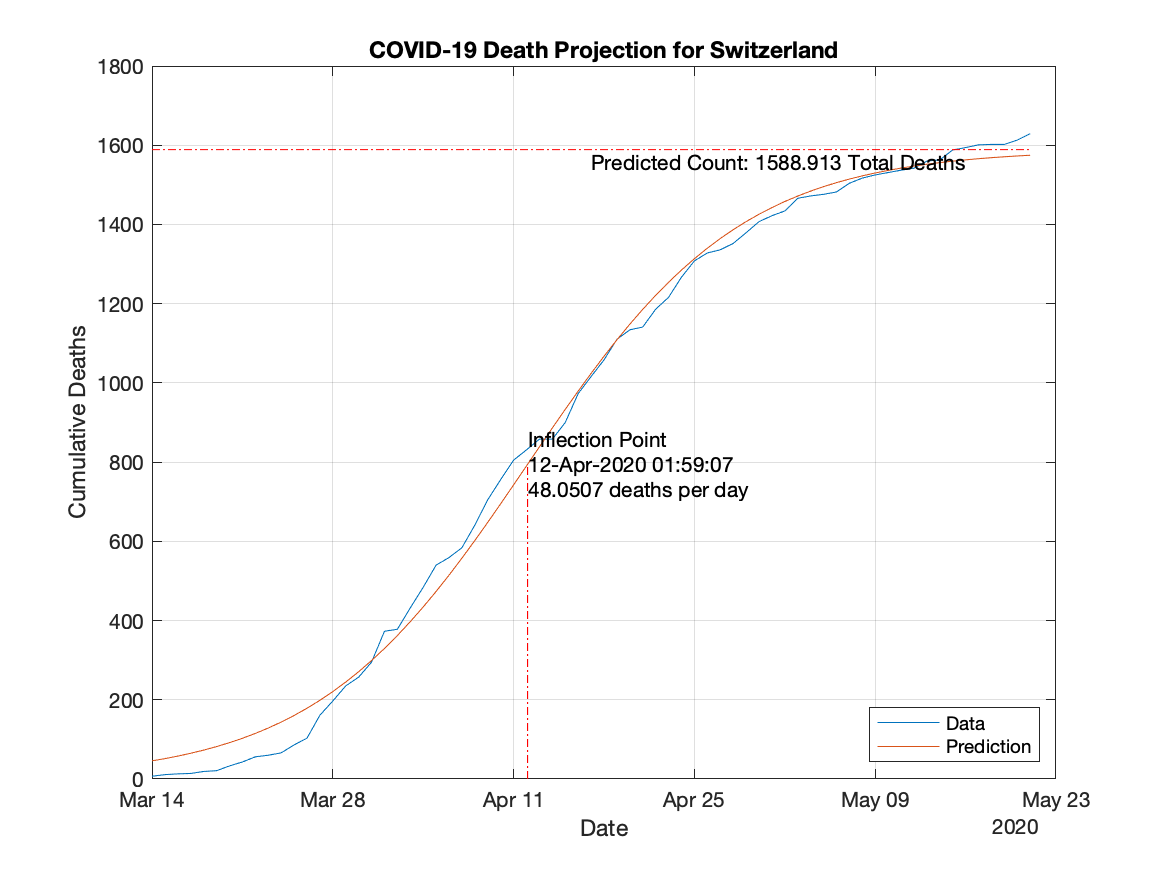 COVID-19 Death Projection for Switzerland
1800
1600
Predicted Count: 1588.913 Total Deaths
1400
1200
1000
Cumulative Deaths
Inflection Point
800
12-Apr-2020 01:59:07
48.0507 deaths per day
600
400
200
Data
Prediction
0
Mar 14 Mar 28 Apr 11 Apr 25 May 09 May 23
Date
2020